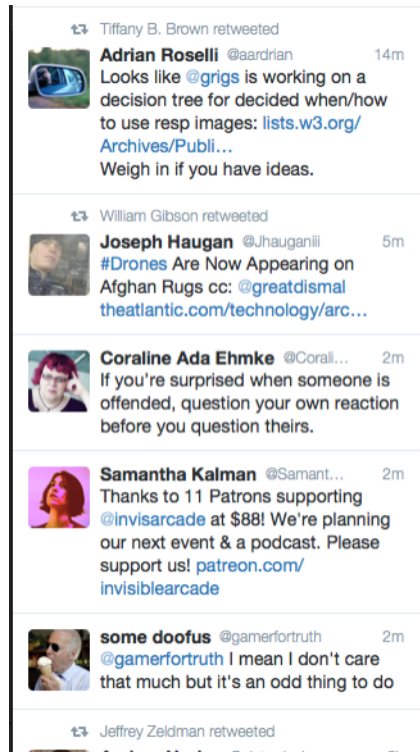 Tiffany B. Brown retweeted
Adrian Roselli @aardrian 14m
Looks like @grigs is working on a
decision tree for decided when/how
to use resp images: lists.w3.org/
Archives/Publi…
Weigh in if you have ideas.
William Gibson retweeted
Joseph Haugan @Jhauganiii 5m
#Drones Are Now Appearing on
Afghan Rugs cc: @greatdismal
theatlantic.com/technology/arc…
Coraline Ada Ehmke @Corali… 2m
If you're surprised when someone is
offended, question your own reaction
before you question theirs.
Samantha Kalman @Samant… 2m
Thanks to 11 Patrons supporting
@invisarcade at $88! We're planning
our next event & a podcast. Please
support us! patreon.com/
invisiblearcade
some doofus @gamerfortruth 2m
@gamerfortruth I mean I don't care
that much but it's an odd thing to do
Jeffrey Zeldman retweeted